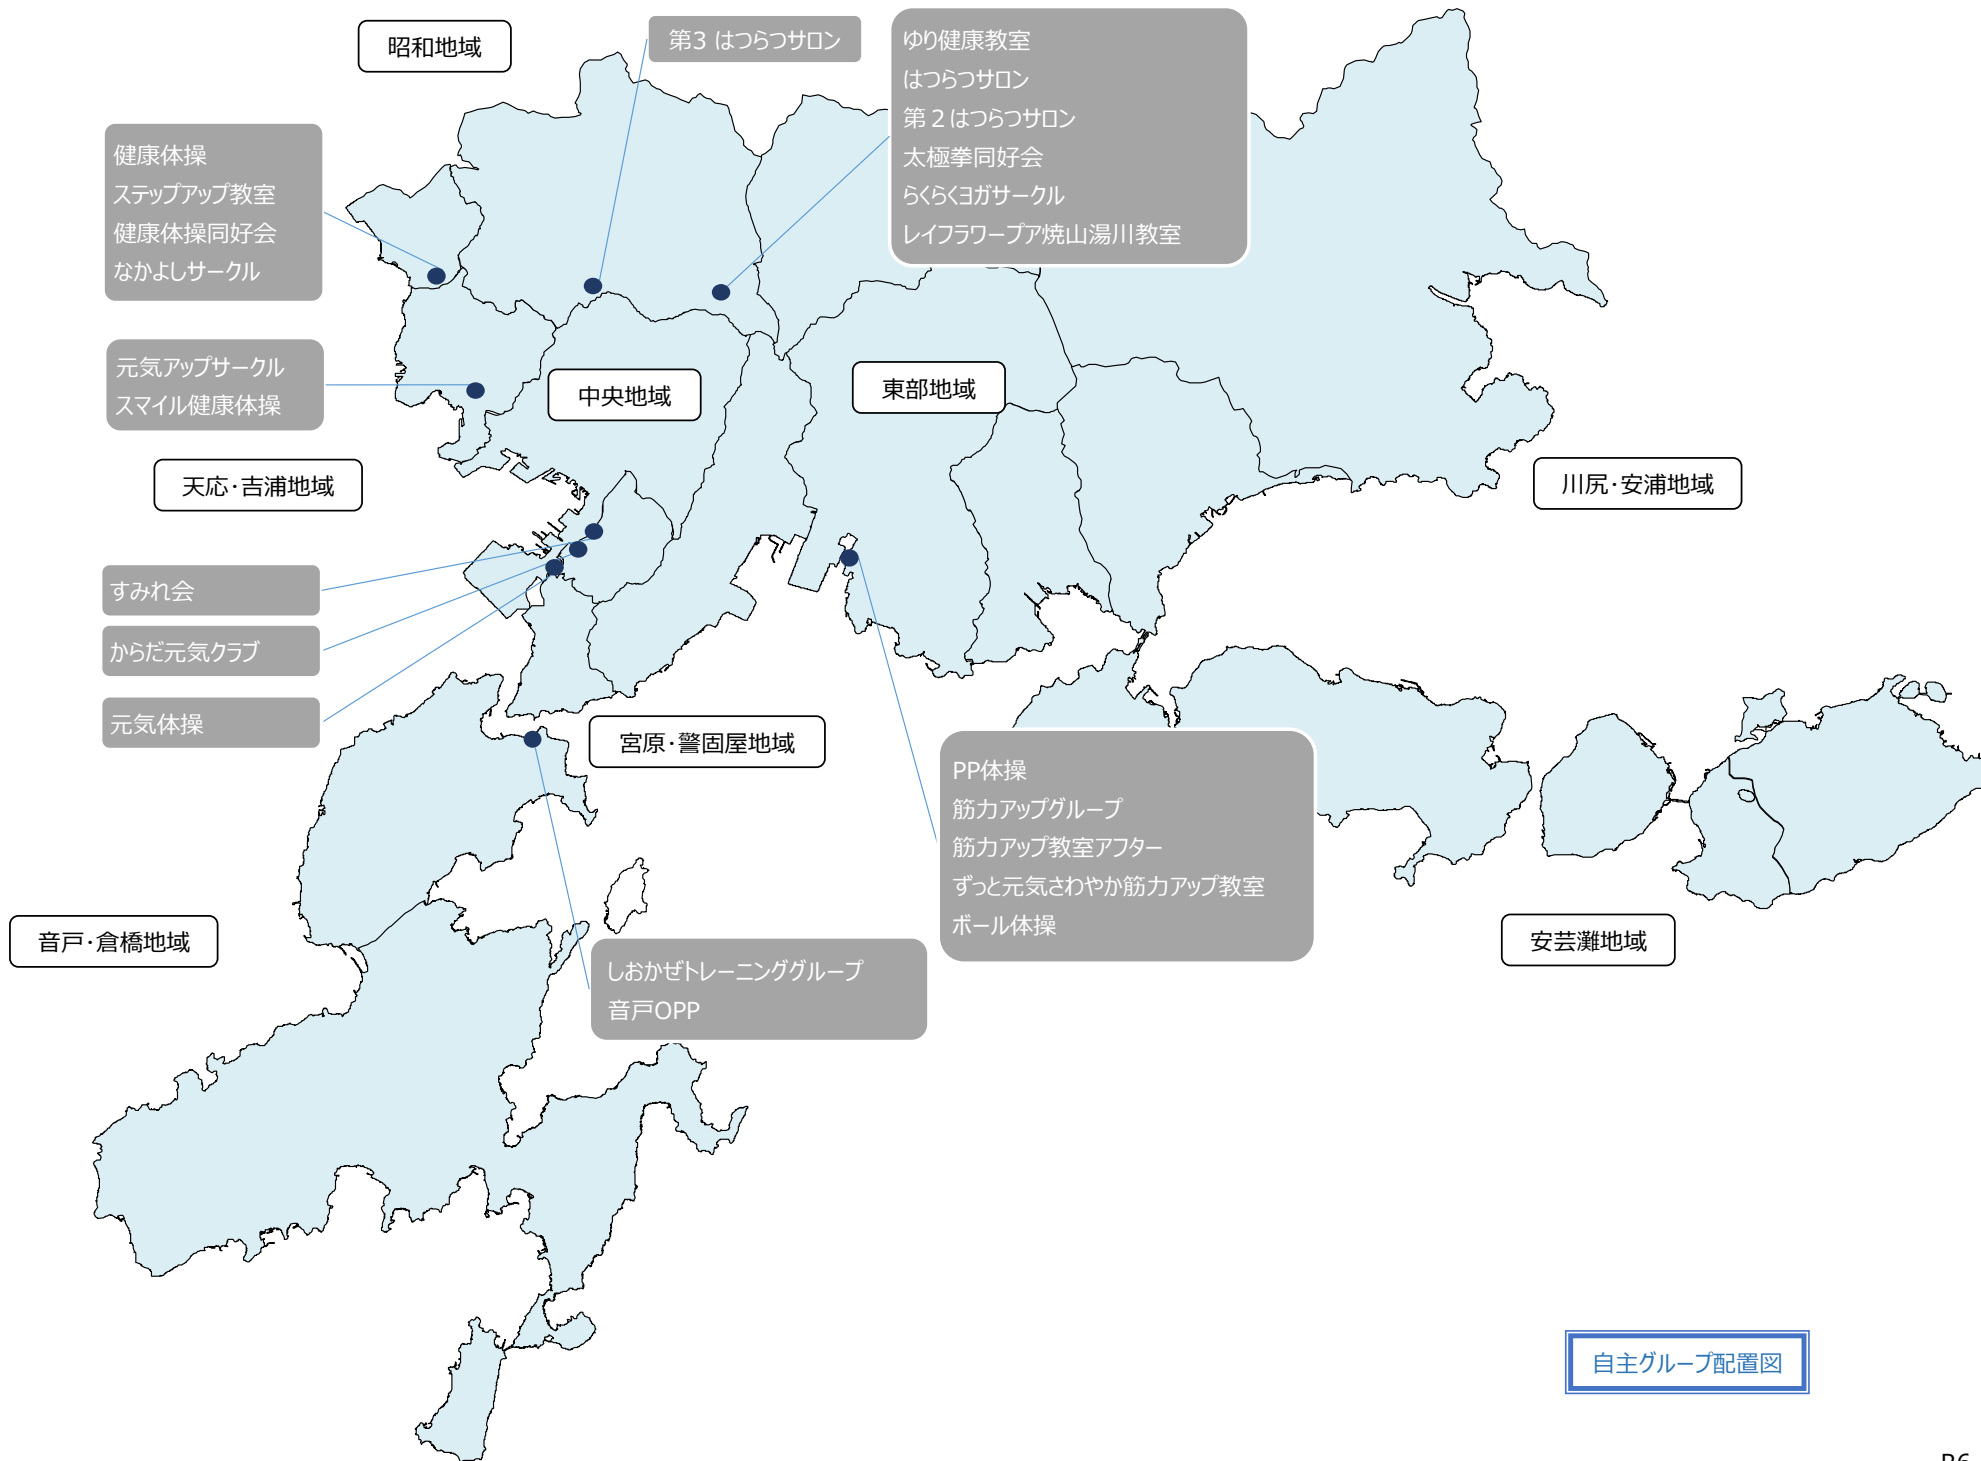 昭和地域
第3 はつらつサロン
ゆり健康教室
はつらつサロン
第２はつらつサロン
太極拳同好会
らくらくヨガサークル
レイフラワープア焼山湯川教室
健康体操
ステップアップ教室
健康体操同好会
なかよしサークル
元気アップサークル
スマイル健康体操
中央地域
東部地域
天応・吉浦地域
川尻・安浦地域
すみれ会
からだ元気クラブ
元気体操
宮原・警固屋地域
PP体操
筋力アップグループ
筋力アップ教室アフター
ずっと元気さわやか筋力アップ教室
ボール体操
音戸・倉橋地域
安芸灘地域
しおかぜトレーニンググループ
音戸OPP
自主グループ配置図